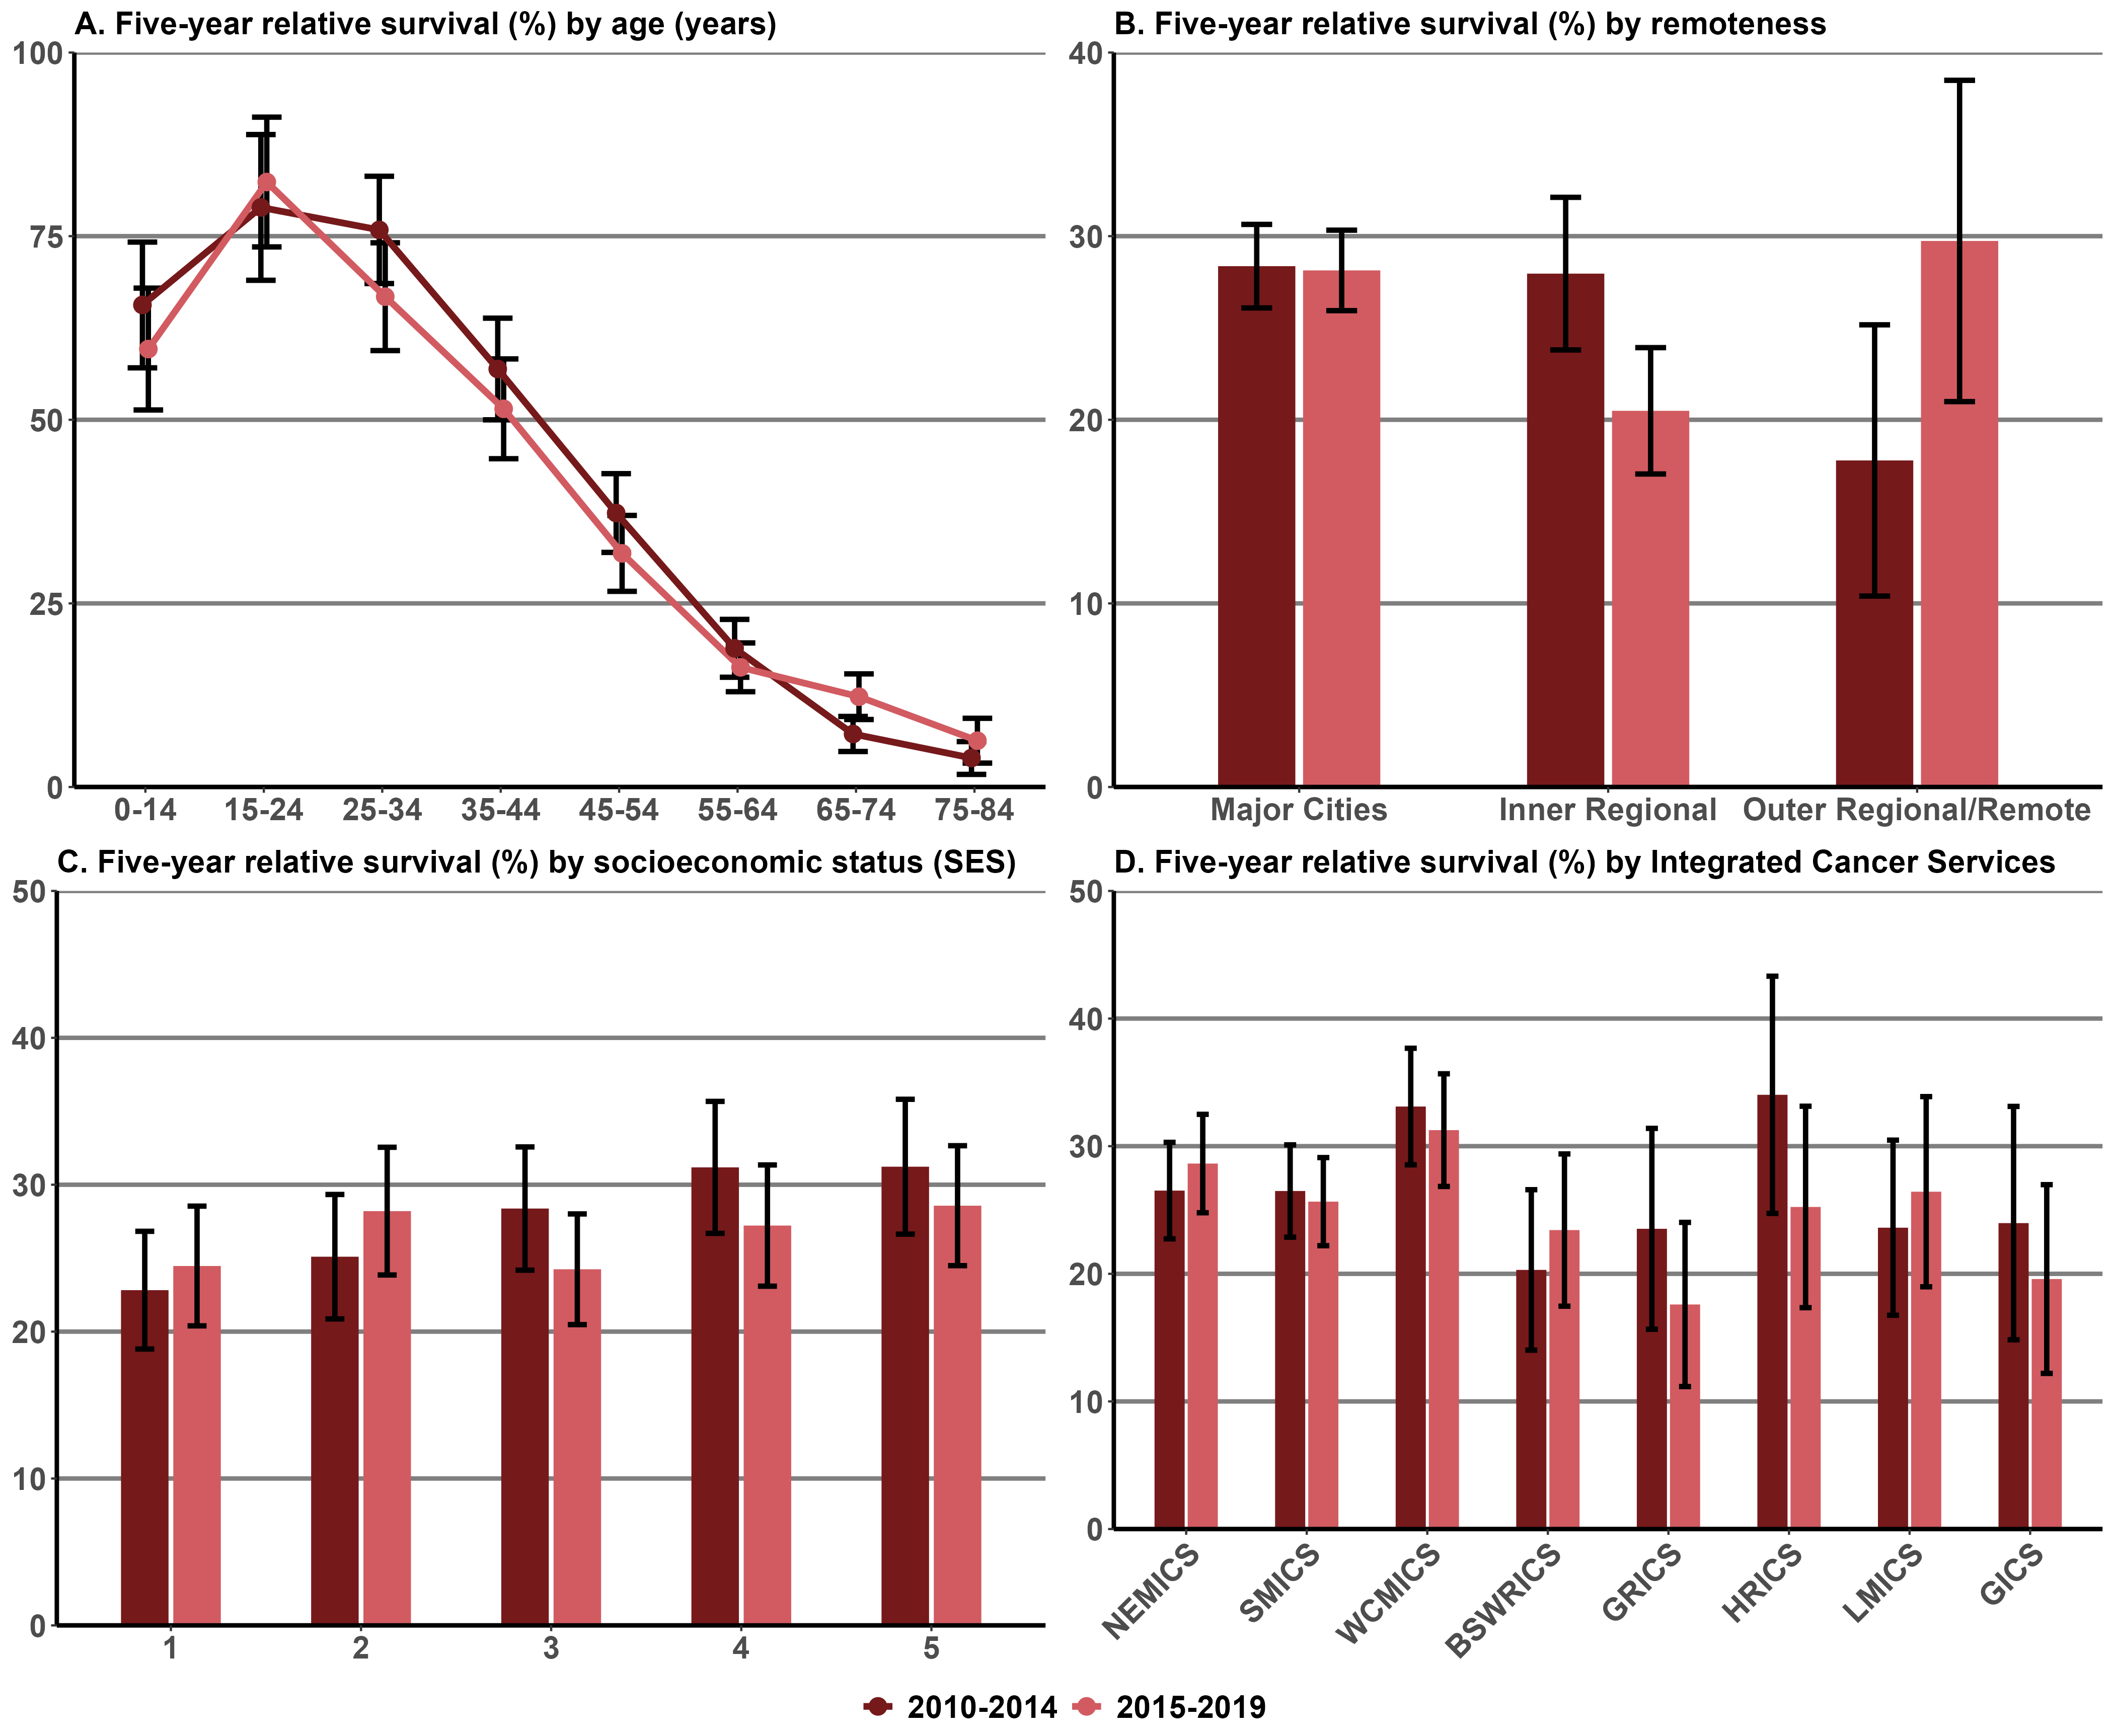 A. Five-year relative survival (%) by age (years)
100
75
50
25
0
0-14 15-24 25-34 35-44 45-54 55-64 65-74 75-84
B. Five-year relative survival (%) by remoteness
40
30
20
10
0
Major Cities Inner Regional Outer Regional/Remote
C. Five-year relative survival (%) by socioeconomic status (SES)
50
40
30
20
10
0
1 2 3 4 5
D. Five-year relative survival (%) by Integrated Cancer Services
50
40
30
20
10
0
NEMICS SMICS WCMICS BSWRICS GRICS HRICS LMICS GICS
2010-2014 2015-2019